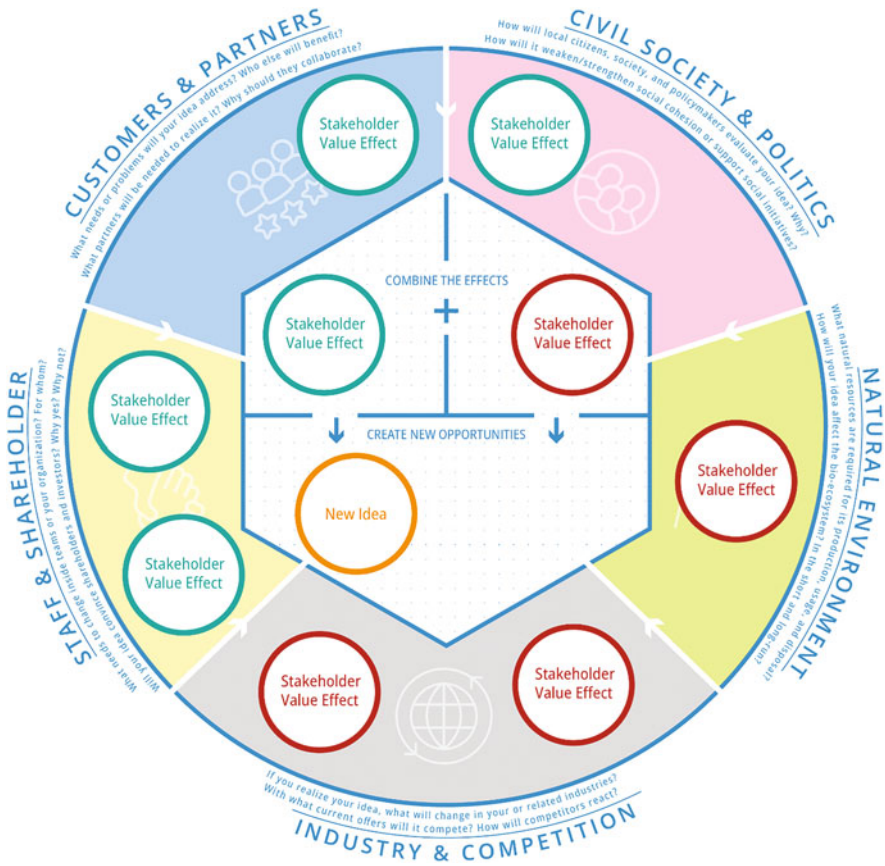 CUSTOMERS & PARTNERS
What needs or problems will your idea address? Who else will benefit?
What partners will be needed to realize it? Why should they collaborate?
CIVIL SOCIETY & POLITICS
How will local citizens, society, and policymakers evaluate your idea? Why?
How will it weaken/strengthen social cohesion or support social initiatives?
Stakeholder
Value Effect
Stakeholder
Value Effect
COMBINE THE EFFECTS
Stakeholder
Value Effect
Stakeholder
Value Effect
STAFF & SHAREHOLDER
What needs to change inside teams or your organization? For whom?
Will your idea convince shareholders and investors? Why yes? Why not?
Stakeholder
Value Effect
Stakeholder
Value Effect
CREATE NEW OPPORTUNITIES
New Idea
NATURAL ENVIRONMENT
What natural resources are required for its production, usage, and disposal?
How will your idea affect the bio-ecosystem? In the short and long-run?
Stakeholder
Value Effect
Stakeholder
Value Effect
Stakeholder
Value Effect
If you realize your idea, what will change in your or related industries?
With what current offers will it compete? How will competitors react?
INDUSTRY & COMPETITION